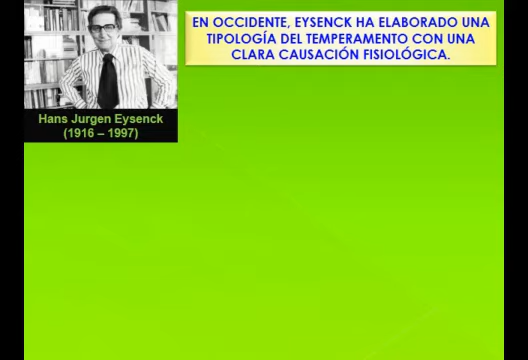 EN OCCIDENTE, EYSENCK HA ELABORADO UNA
TIPOLOGÍA DEL TEMPERAMENTO CON UNA
CLARA CAUSACIÓN FISIOLÓGICA.
Hans Jurgen Eysenck
(1916 – 1997)